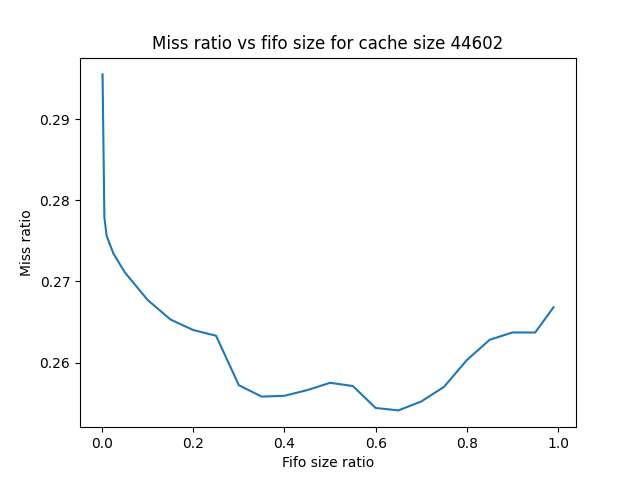 Miss ratio vs fifo size for cache size 44602
0.29
0.28
0.27
0.26
Miss ratio
0.0 0.2 0.4 0.6 0.8 1.0
Fifo size ratio